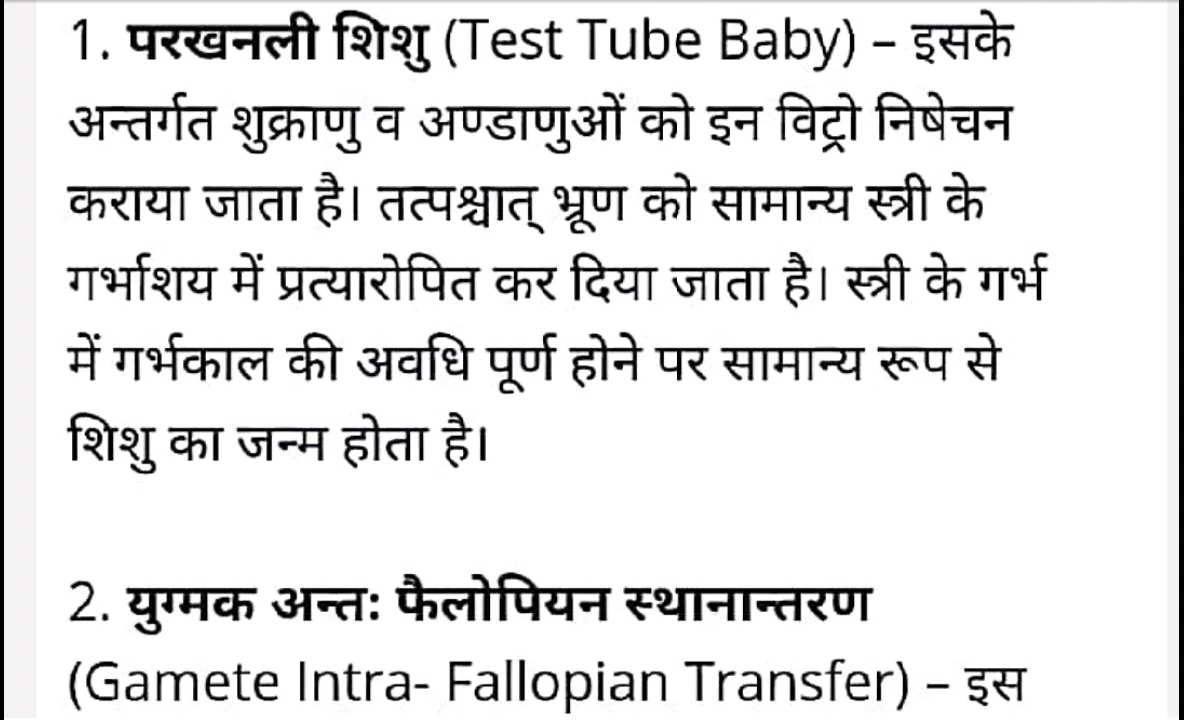 1. परखनली शिशु (Test Tube Baby) – इसके
अन्तर्गत शुक्राणु व अण्डाणुओं को इन विट्रो निषेचन
कराया जाता है। तत्पश्चात् भ्रूण को सामान्य स्त्री के
गर्भाशय में प्रत्यारोपित कर दिया जाता है। स्त्री के गर्भ
में गर्भकाल की अवधि पूर्ण होने पर सामान्य रूप से
शिशु का जन्म होता है।
2. युग्मक अन्त: फैलोपियन स्थानान्तरण
(Gamete Intra- Fallopian Transfer) – इस